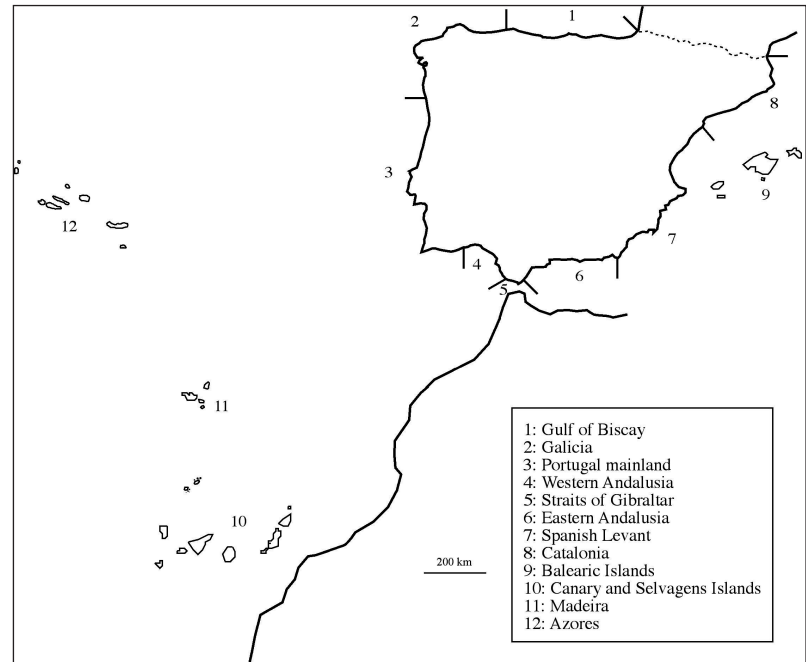 2
1
8
3
9
12
7
4
6
5
11
10
200 km
1: Gulf of Biscay
2: Galicia
3: Portugal mainland
4: Western Andalusia
5: Straits of Gibraltar
6: Eastern Andalusia
7: Spanish Levant
8: Catalonia
9: Balearic Islands
10: Canary and Selvagens Islands
11: Madeira
12: Azores